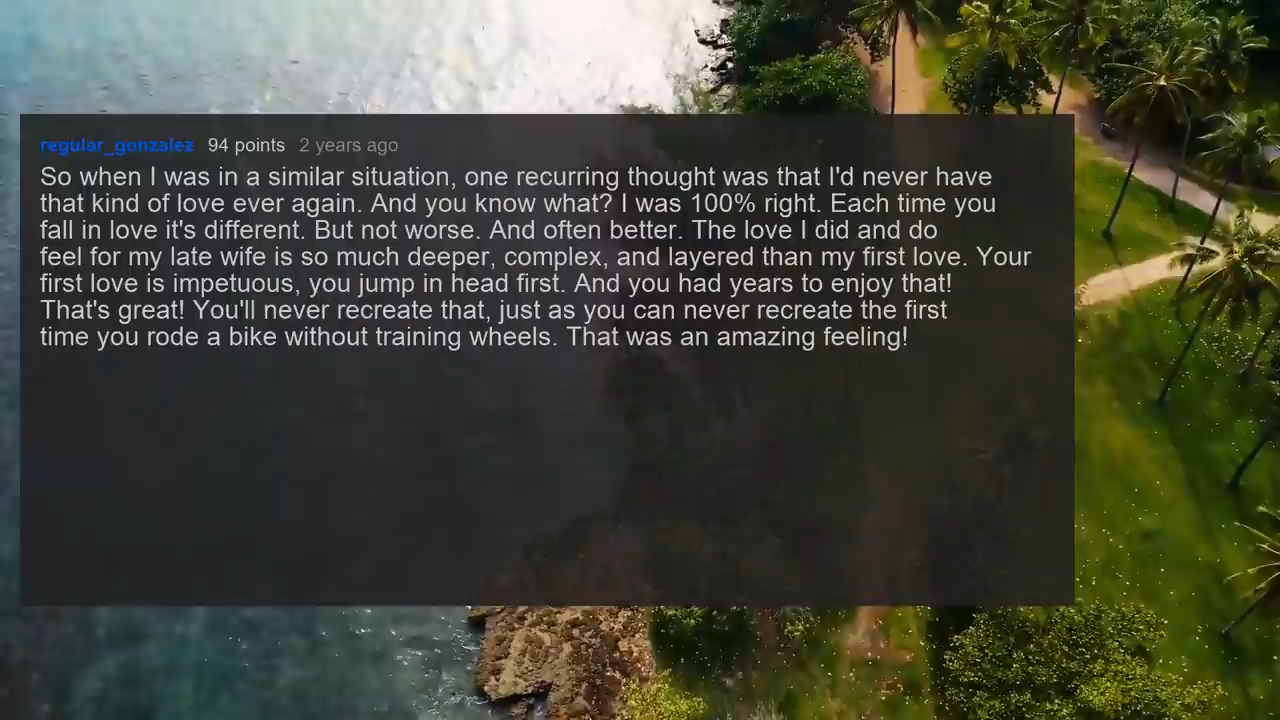 regular_gonzalez 94 points 2 years ago
So when I was in a similar situation, one recurring thought was that I'd never have
that kind of love ever again. And you know what? I was 100% right. Each time you
fall in love it's different. But not worse. And often better. The love I did and do
feel for my late wife is so much deeper, complex, and layered than my first love. Your
first love is impetuous, you jump in head first. And you had years to enjoy that!
That's great! You'll never recreate that, just as you can never recreate the first
time you rode a bike without training wheels. That was an amazing feeling!